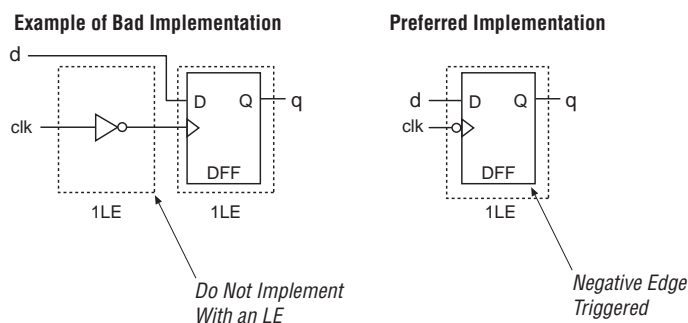 Example of Bad Implementation
d
clk
D
Q
q
DFF
1LE
1LE
Do Not Implement
With an LE
Preferred Implementation
d
clk
D
Q
q
DFF
1LE
Negative Edge
Triggered